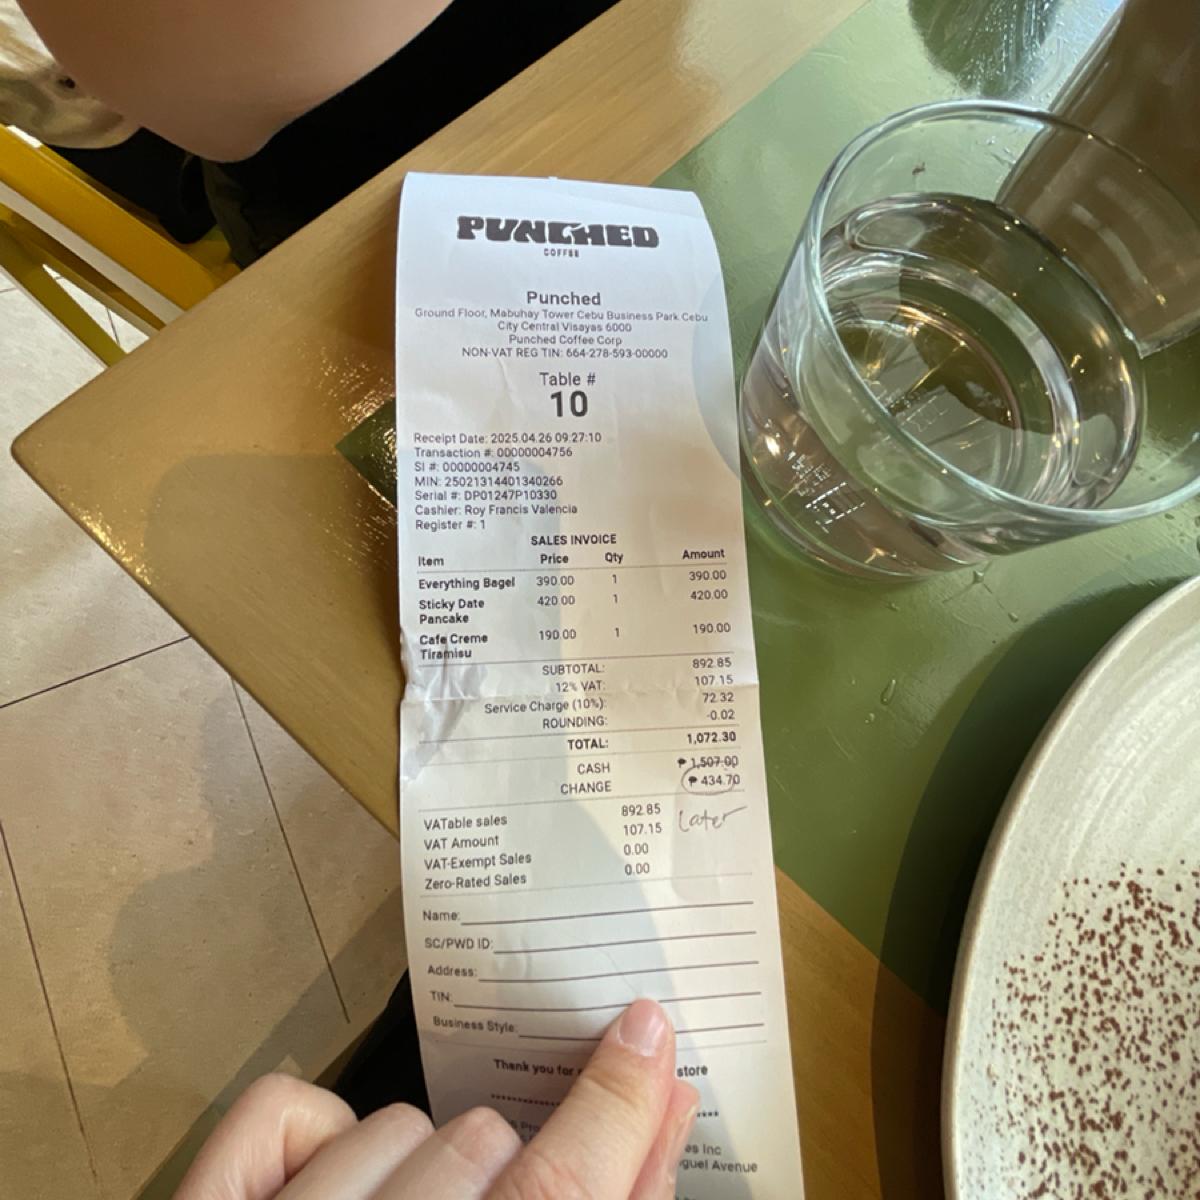 PUNCHED
COFFEE
Punched
Ground Floor, Mabuhay Tower Cebu Business Park Cebu
City Central Visayas 6000
Punched Coffee Corp
NON-VAT REG TIN: 664-278-593-00000
Table #
10
Receipt Date: 2025.04.26 09:27:10
Transaction #: 00000004756
SI #: 00000004745
MIN: 25021314401340266
Serial #: DP01247P10330
Cashier: Roy Francis Valencia
Register #: 1
SALES INVOICE
Item Price Qty Amount
Everything Bagel 390.00 1 390.00
Sticky Date 420.00 1 420.00
Pancake
Cafe Creme 190.00 1 190.00
Tiramisu
SUBTOTAL: 892.85
12% VAT: 107.15
Service Charge (10%): 72.32
ROUNDING: -0.02
TOTAL: 1,072.30
CASH ₱ 1,507.00
CHANGE ₱ 434.70
VATable sales 892.85 Later
VAT Amount 107.15
VAT-Exempt Sales 0.00
Zero-Rated Sales 0.00
Name:
SC/PWD ID:
Address:
TIN:
Business Style:
Thank you for store
************ ****
es Inc
guel Avenue